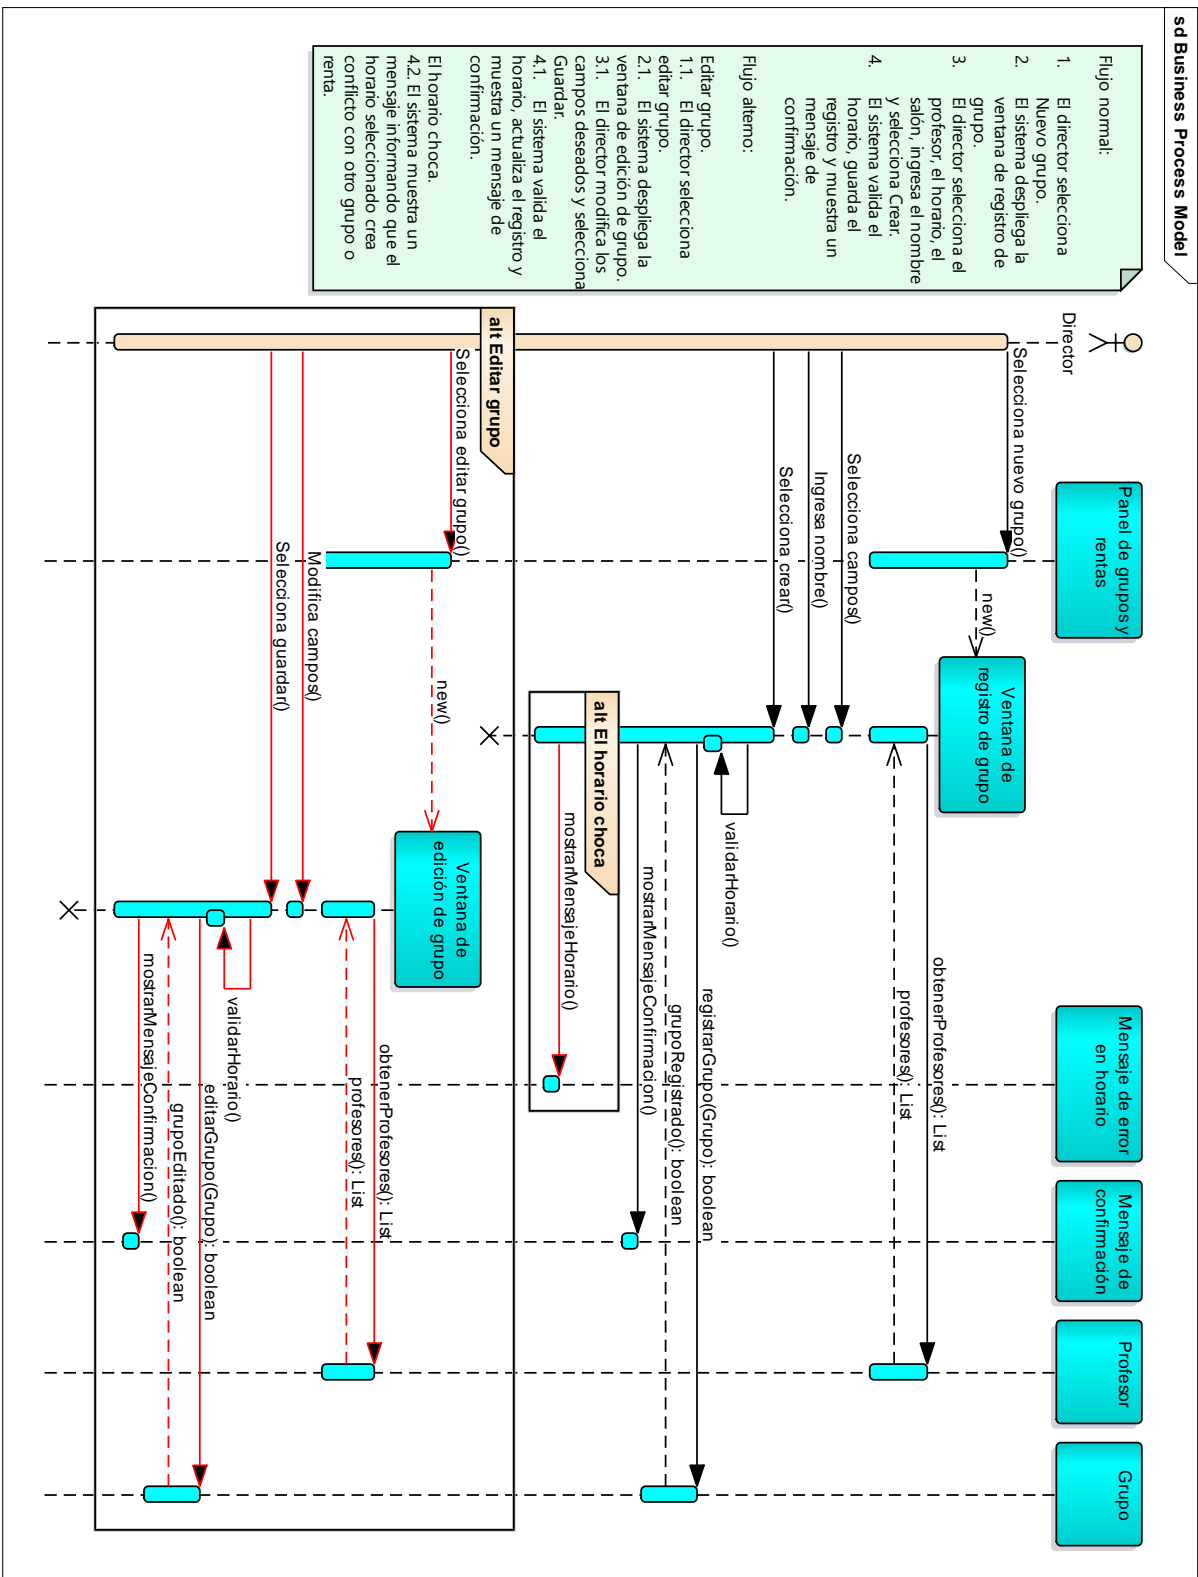 sd Business Process Model
Flujo normal:
1. El director selecciona
Nuevo grupo.
2. El sistema despliega la
ventana de registro de
grupo.
3. El director selecciona el
profesor, el horario, el
salón, ingresa el nombre
y selecciona Crear.
4. El sistema valida el
horario, guarda el
registro y muestra un
mensaje de
confirmación.
Flujo alterno:
Editar grupo.
1.1. El director selecciona
editar grupo.
2.1. El sistema despliega la
ventana de edición de grupo.
3.1. El director modifica los
campos deseados y selecciona
Guardar.
4.1. El sistema valida el
horario, actualiza el registro y
muestra un mensaje de
confirmación.
El horario choca.
4.2. El sistema muestra un
mensaje informando que el
horario seleccionado crea
conflicto con otro grupo o
renta.
Director
Panel de grupos y
rentas
Ventana de
registro de grupo
Mensaje de error
en horario
Mensaje de
confirmación
Profesor
Grupo
Selecciona nuevo grupo()
new()
obtenerProfesores(): List
profesores(): List
Selecciona campos()
Ingresa nombre()
Selecciona crear()
validarHorario()
registrarGrupo(Grupo): boolean
grupoRegistrado(): boolean
mostrarMensajeConfirmacion()
alt El horario choca
mostrarMensajeHorario()
alt Editar grupo
Selecciona editar grupo()
new()
Ventana de
edición de grupo
obtenerProfesores(): List
profesores(): List
Modifica campos()
Selecciona guardar()
validarHorario()
editarGrupo(Grupo): boolean
grupoEditado(): boolean
mostrarMensajeConfirmacion()